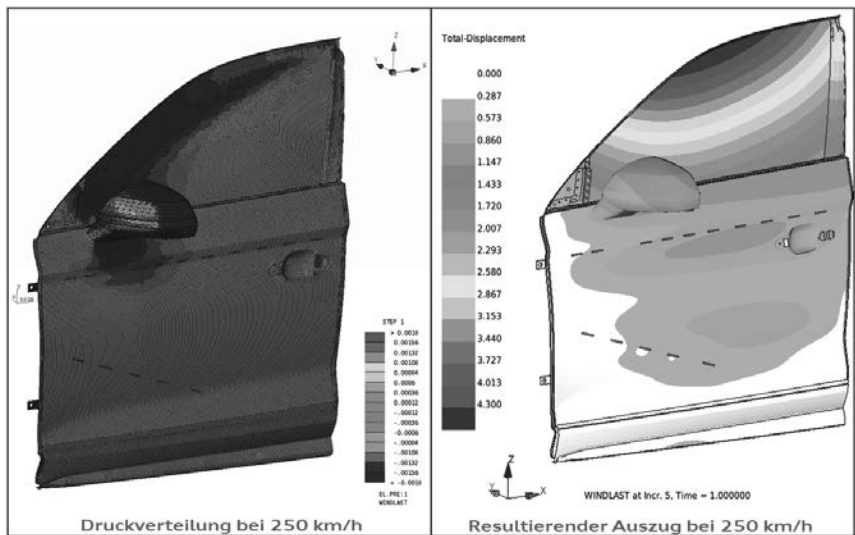 Z
Y
X
STEP 1
> 0.0018
0.00156
0.00132
0.00108
0.00084
0.0006
0.00036
0.00012
-.00012
-.00036
-.0006
-.00084
-.00108
-.00132
-.00156
< -0.0018
EL.PRE:1
WINDLAST
Druckverteilung bei 250 km/h
Total-Displacement
0.000
0.287
0.573
0.860
1.147
1.433
1.720
2.007
2.293
2.580
2.867
3.153
3.440
3.727
4.013
4.300
Z
Y
X
WINDLAST at Incr. 5, Time = 1.000000
Resultierender Auszug bei 250 km/h